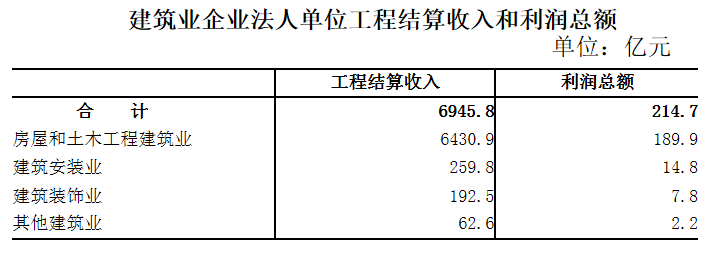 建筑业企业法人单位工程结算收入和利润总额
单位：亿元
工程结算收入 利润总额
合 计 6945.8 214.7
房屋和土木工程建筑业 6430.9 189.9
建筑安装业 259.8 14.8
建筑装饰业 192.5 7.8
其他建筑业 62.6 2.2